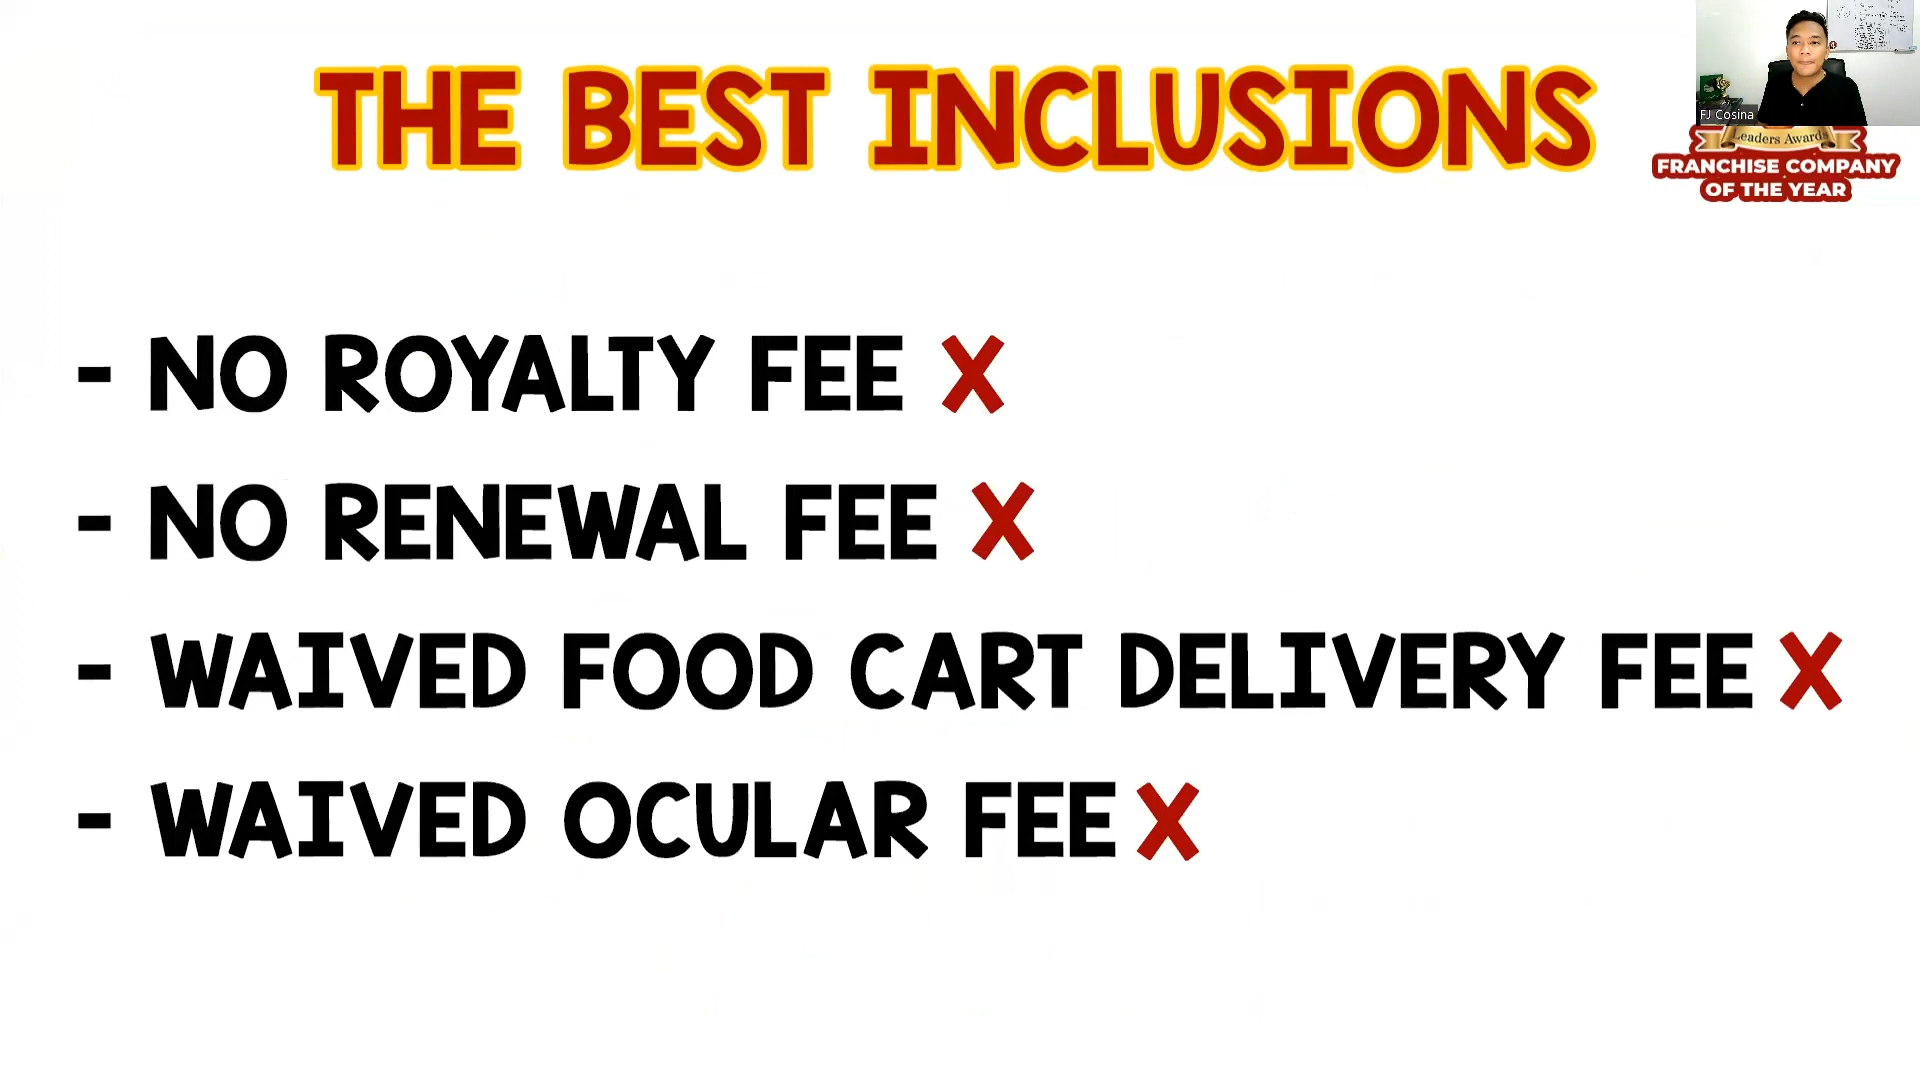 THE BEST INCLUSIONS
FJ Cosina
Leaders Awards
FRANCHISE COMPANY
OF THE YEAR
- NO ROYALTY FEE X
- NO RENEWAL FEE X
- WAIVED FOOD CART DELIVERY FEE X
- WAIVED OCULAR FEE X